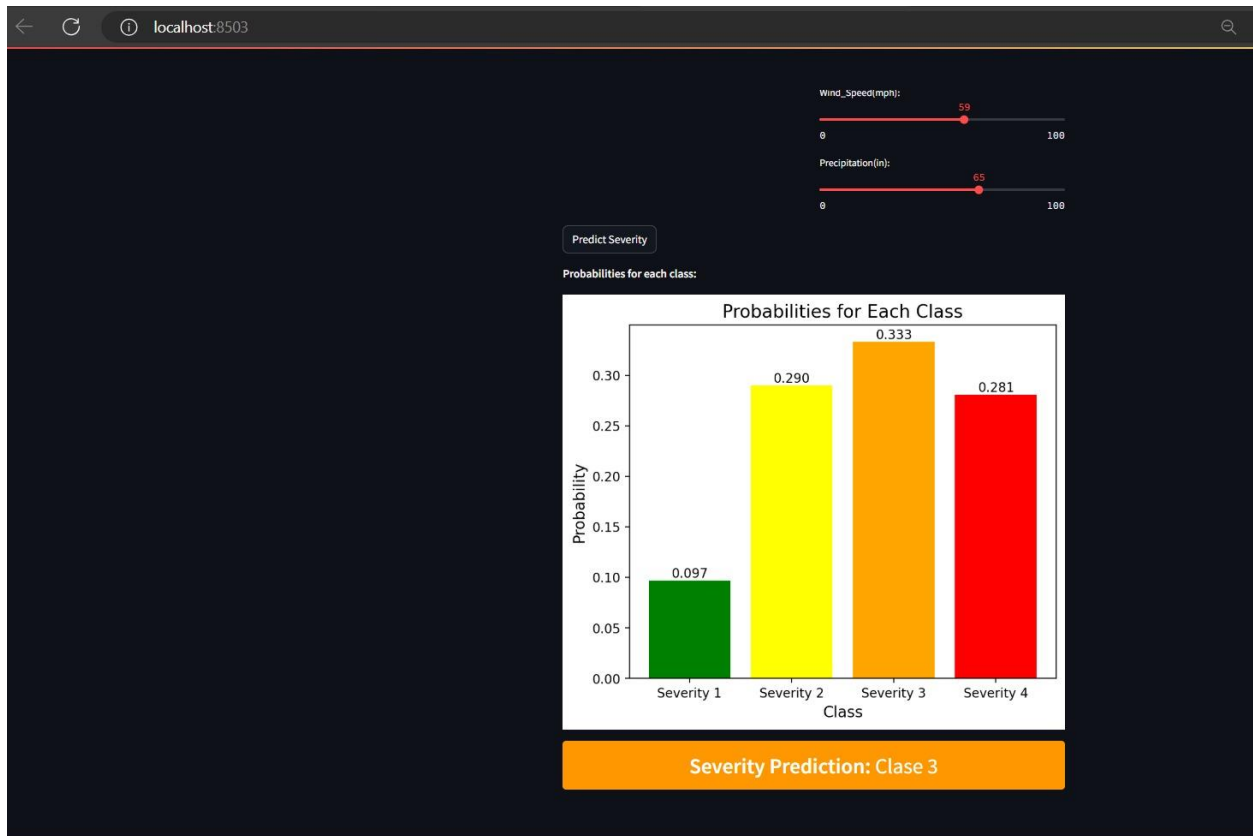 localhost:8503
Wind_Speed(mph):
59
0 100
Precipitation(in):
65
0 100
Predict Severity
Probabilities for each class:
Probabilities for Each Class
0.333
0.30
0.290
0.281
0.25
0.20
0.15
0.10
0.097
0.05
0.00
Probability
Severity 1 Severity 2 Severity 3 Severity 4
Class
Severity Prediction: Clase 3